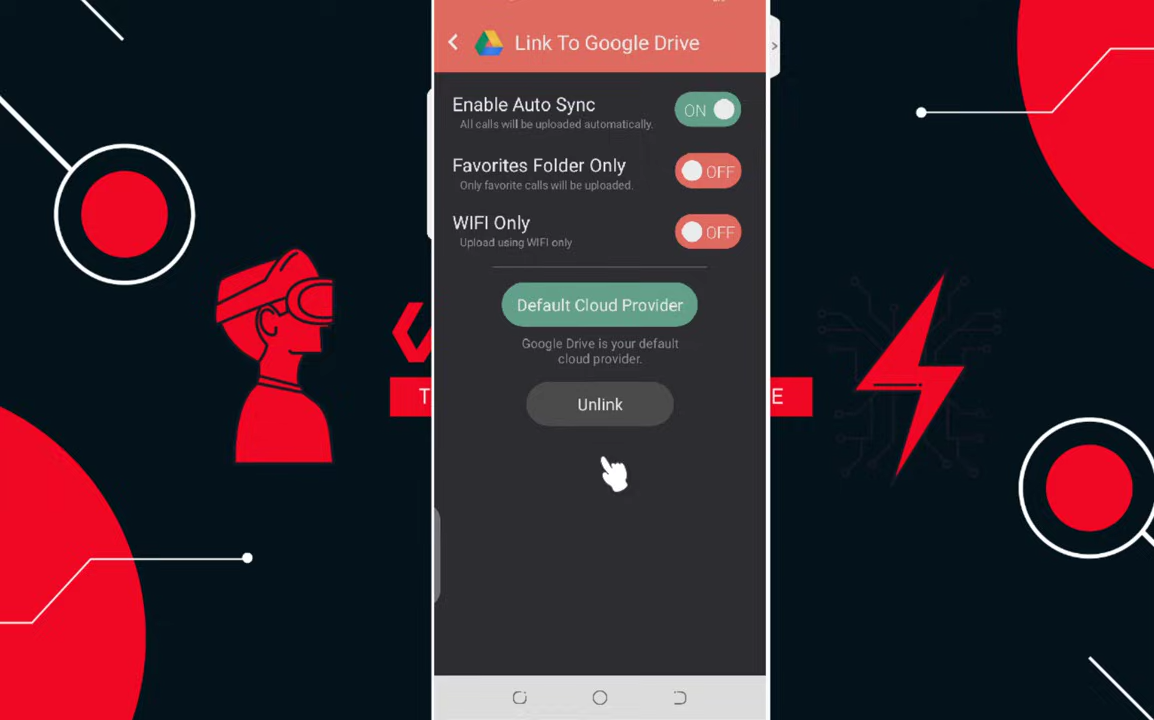 Link To Google Drive
Enable Auto Sync
ON
All calls will be uploaded automatically.
Favorites Folder Only
OFF
Only favorite calls will be uploaded.
WIFI Only
OFF
Upload using WIFI only
Default Cloud Provider
Google Drive is your default
cloud provider.
T
E
Unlink